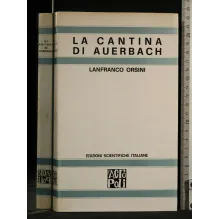 LA CANTINA
DI AUERBACH
LANFRANCO ORSINI
EDIZIONI SCIENTIFICHE ITALIANE